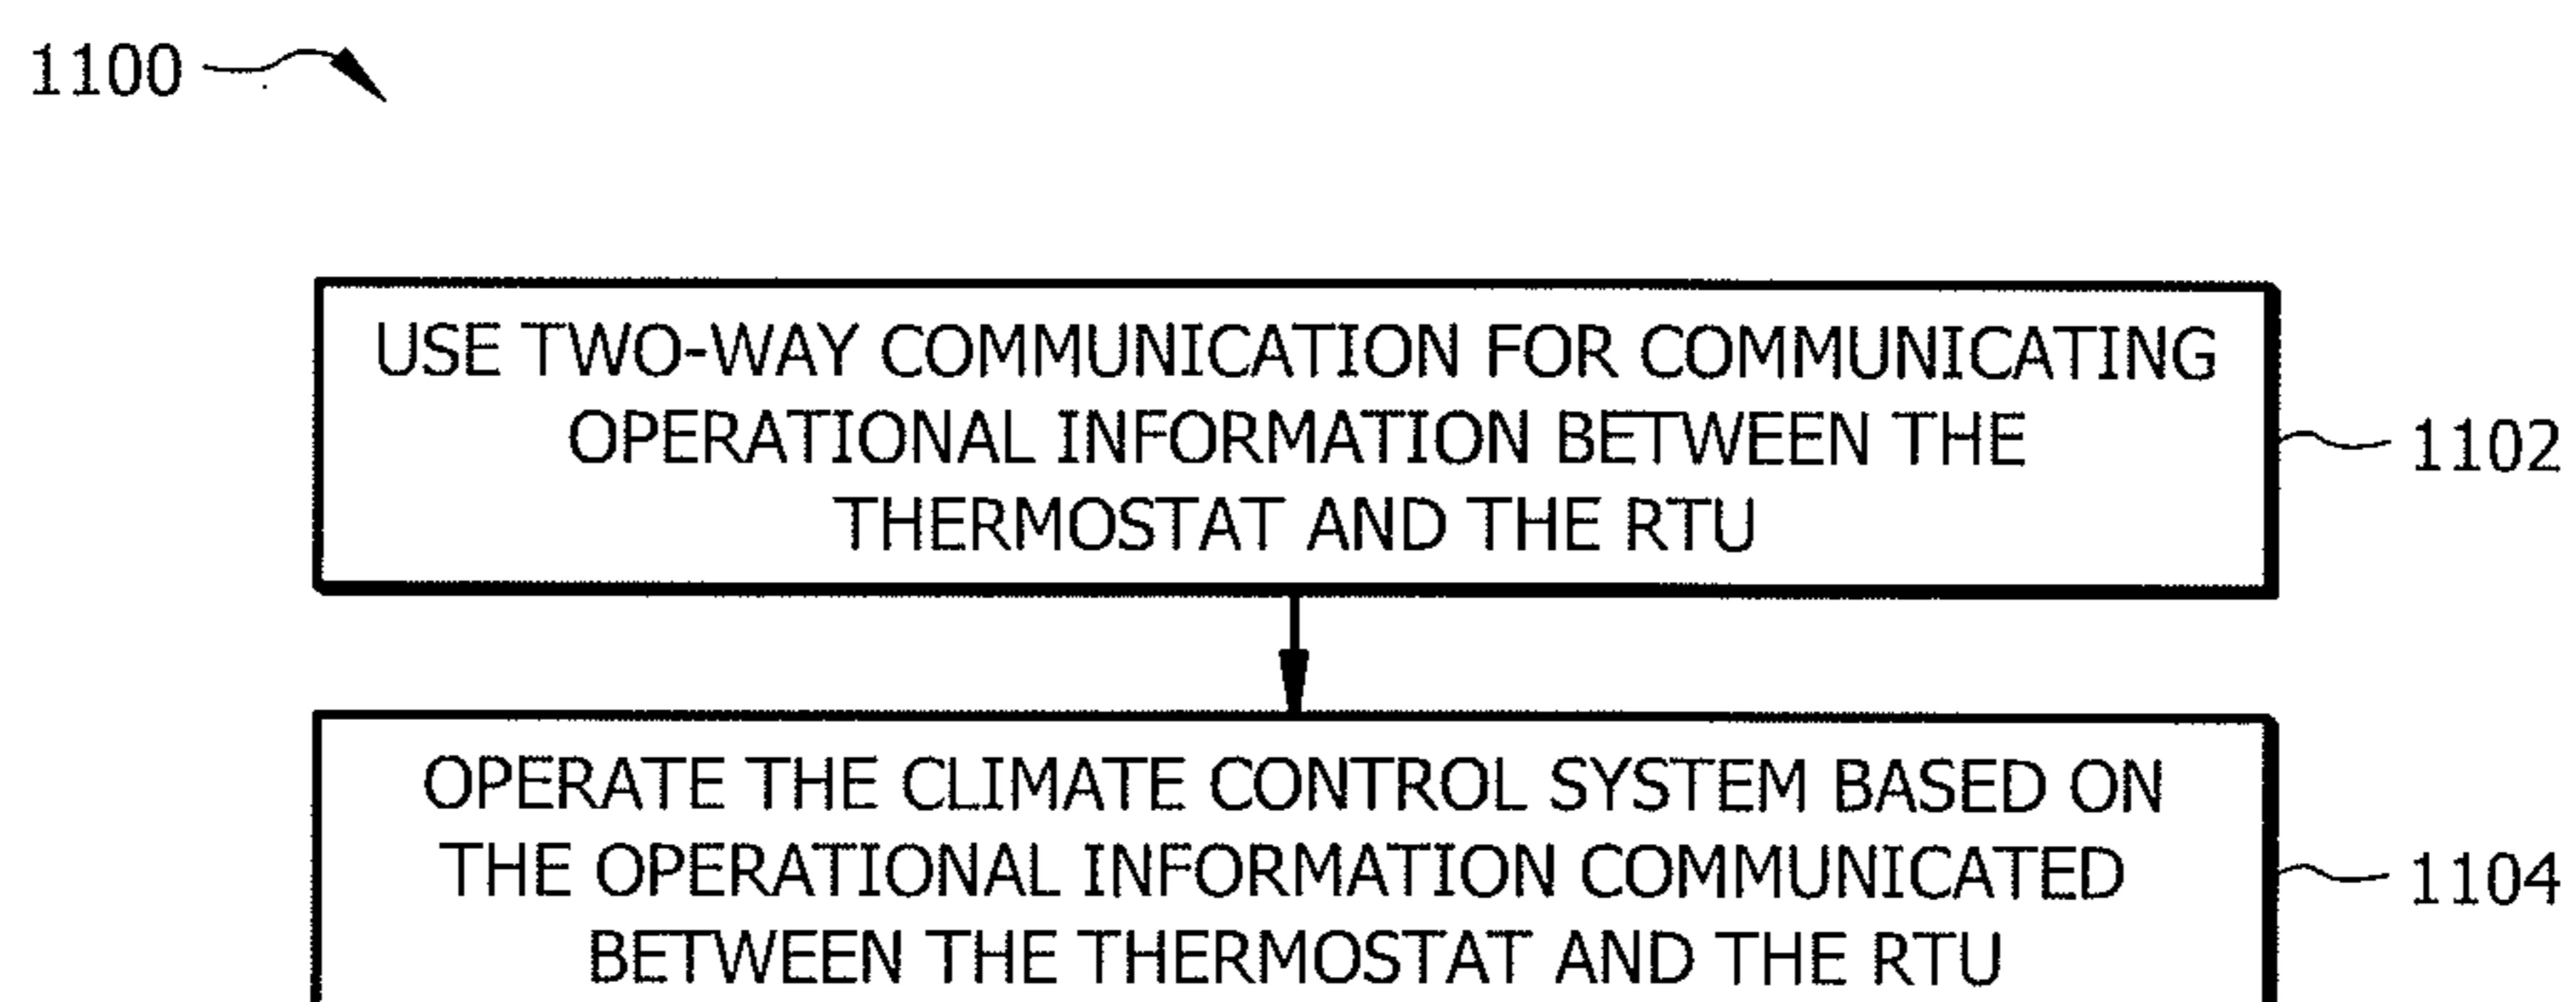 1100
USE TWO-WAY COMMUNICATION FOR COMMUNICATING
OPERATIONAL INFORMATION BETWEEN THE
THERMOSTAT AND THE RTU
1102
OPERATE THE CLIMATE CONTROL SYSTEM BASED ON
THE OPERATIONAL INFORMATION COMMUNICATED
BETWEEN THE THERMOSTAT AND THE RTU
1104